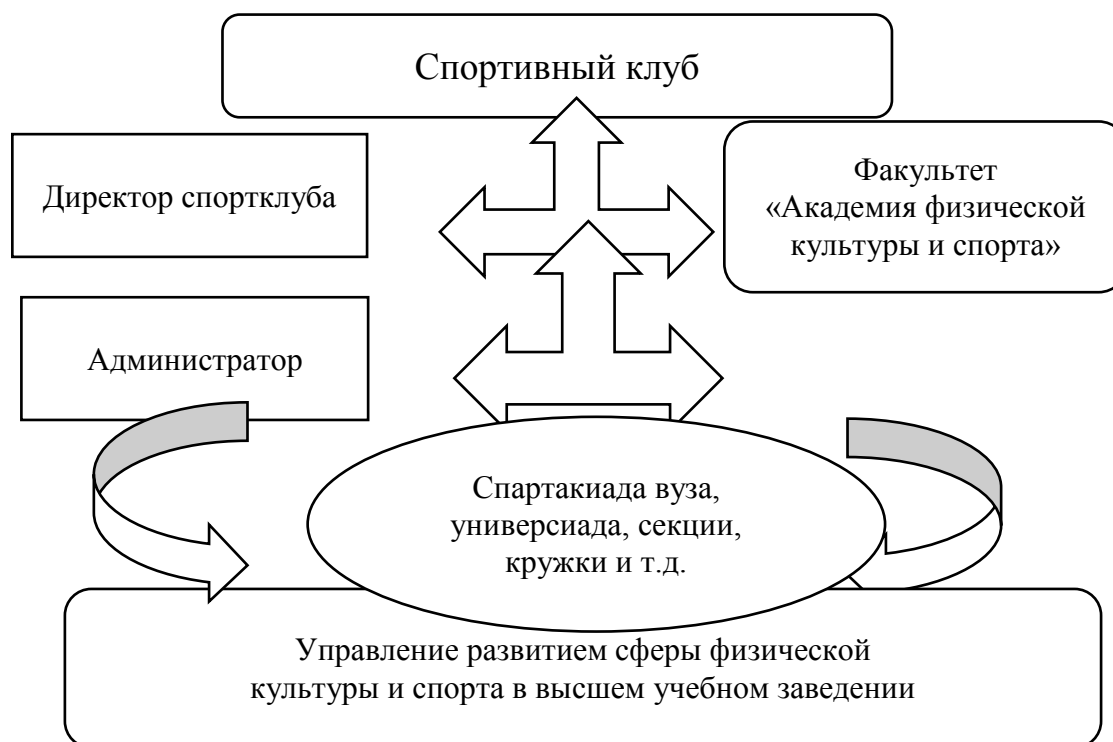 Спортивный клуб
Директор спортклуба
Факультет
«Академия физической
культуры и спорта»
Администратор
Спартакиада вуза,
универсиада, секции,
кружки и т.д.
Управление развитием сферы физической
культуры и спорта в высшем учебном заведении